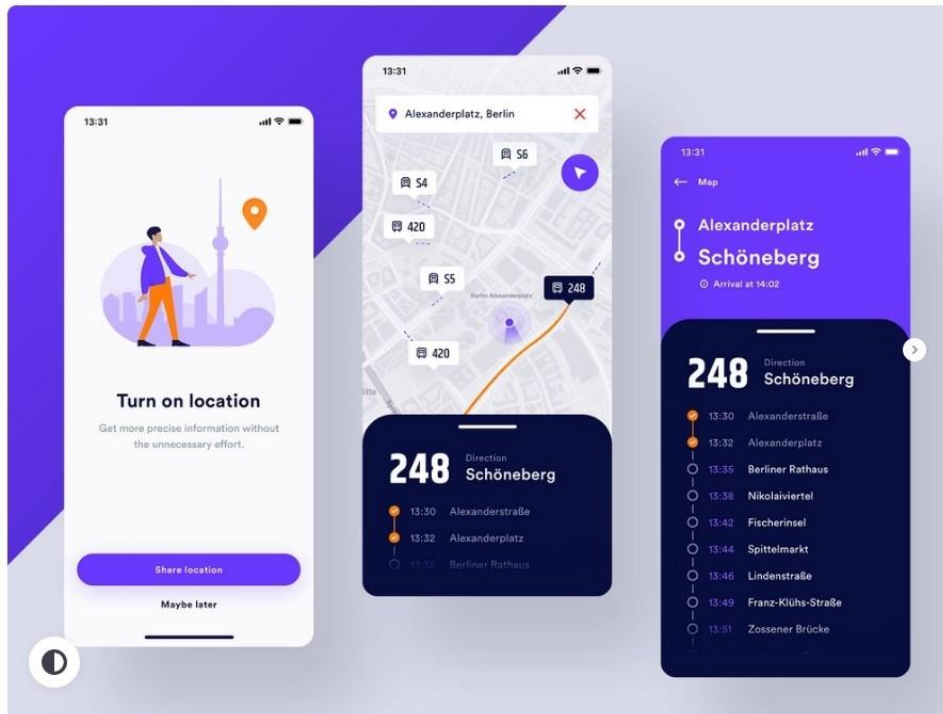 13:31
Turn on location
Get more precise information without
the unnecessary effort.
Share location
Maybe later
13:31
Alexanderplatz, Berlin
S6
S4
420
S5
248
Berlin Alexanderplatz
420
248
Direction
Schöneberg
13:30 Alexanderstraße
13:32 Alexanderplatz
Berliner Rathaus
13:31
Map
Alexanderplatz
Schöneberg
Arrival at 14:02
248
Direction
Schöneberg
13:30 Alexanderstraße
13:32 Alexanderplatz
13:35 Berliner Rathaus
13:38 Nikolaiviertel
13:42 Fischerinsel
13:44 Spittelmarkt
13:46 Lindenstraße
13:49 Franz-Klühs-Straße
13:51 Zossener Brücke